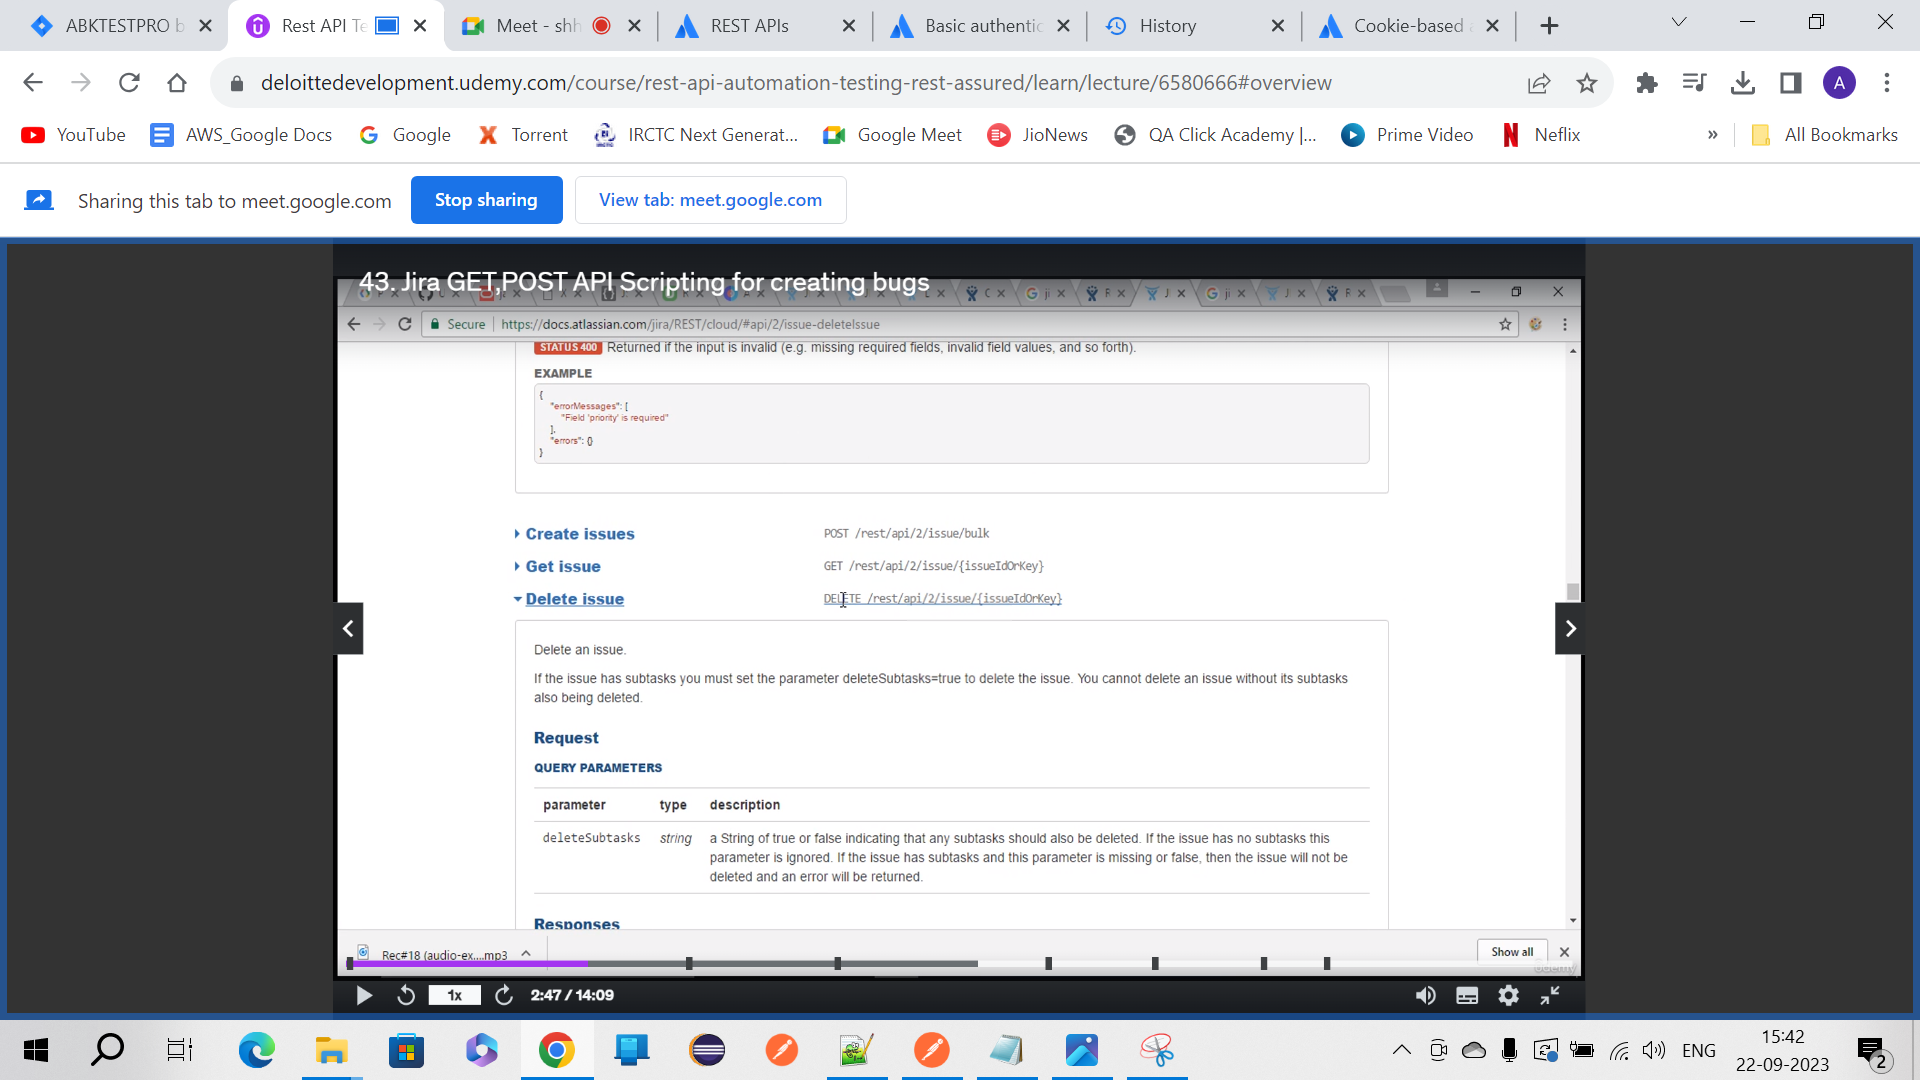 ABKTESTPRO b
Rest API Te
Meet - shh
REST APIs
Basic authentic
History
Cookie-based a
deloittedevelopment.udemy.com/course/rest-api-automation-testing-rest-assured/learn/lecture/6580666#overview
A
YouTube
AWS_Google Docs
Google
Torrent
IRCTC Next Generat...
Google Meet
JioNews
QA Click Academy |...
Prime Video
Neflix
»
All Bookmarks
Sharing this tab to meet.google.com
Stop sharing
View tab: meet.google.com
43. Jira GET,POST API Scripting for creating bugs
Secure
https://docs.atlassian.com/jira/REST/cloud/#api/2/issue-deleteIssue
STATUS 400 Returned if the input is invalid (e.g. missing required fields, invalid field values, and so forth).
EXAMPLE
{
"errorMessages": [
"Field 'priority' is required"
],
"errors": {}
}
Create issues POST /rest/api/2/issue/bulk
Get issue GET /rest/api/2/issue/{issueIdOrKey}
Delete issue DELETE /rest/api/2/issue/{issueIdOrKey}
Delete an issue.
If the issue has subtasks you must set the parameter deleteSubtasks=true to delete the issue. You cannot delete an issue without its subtasks
also being deleted.
Request
QUERY PARAMETERS
parameter type description
deleteSubtasks string a String of true or false indicating that any subtasks should also be deleted. If the issue has no subtasks this
parameter is ignored. If the issue has subtasks and this parameter is missing or false, then the issue will not be
deleted and an error will be returned.
Responses
Rec#18 (audio-ex....mp3
Show all
udemy
1x
2:47 / 14:09
ENG
15:42
22-09-2023
2